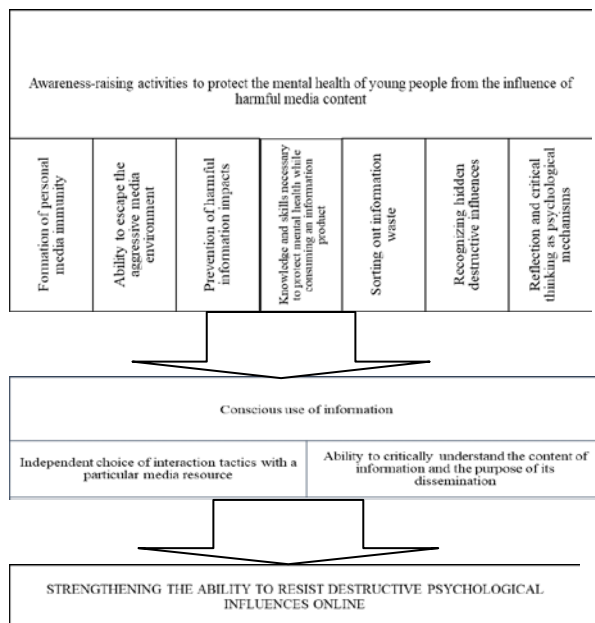 Awareness-raising activities to protect the mental health of young people from the influence of
harmful media content
Formation of personal
media immunity
Ability to escape the
aggressive media
environment
Prevention of harmful
information impacts
Knowledge and skills necessary
to protect mental health while
consuming an information
product
Sorting out information
waste
Recognizing hidden
destructive influences
Reflection and critical
thinking as psychological
mechanisms
Conscious use of information
Independent choice of interaction tactics with a
particular media resource
Ability to critically understand the content of
information and the purpose of its
dissemination
STRENGTHENING THE ABILITY TO RESIST DESTRUCTIVE PSYCHOLOGICAL
INFLUENCES ONLINE